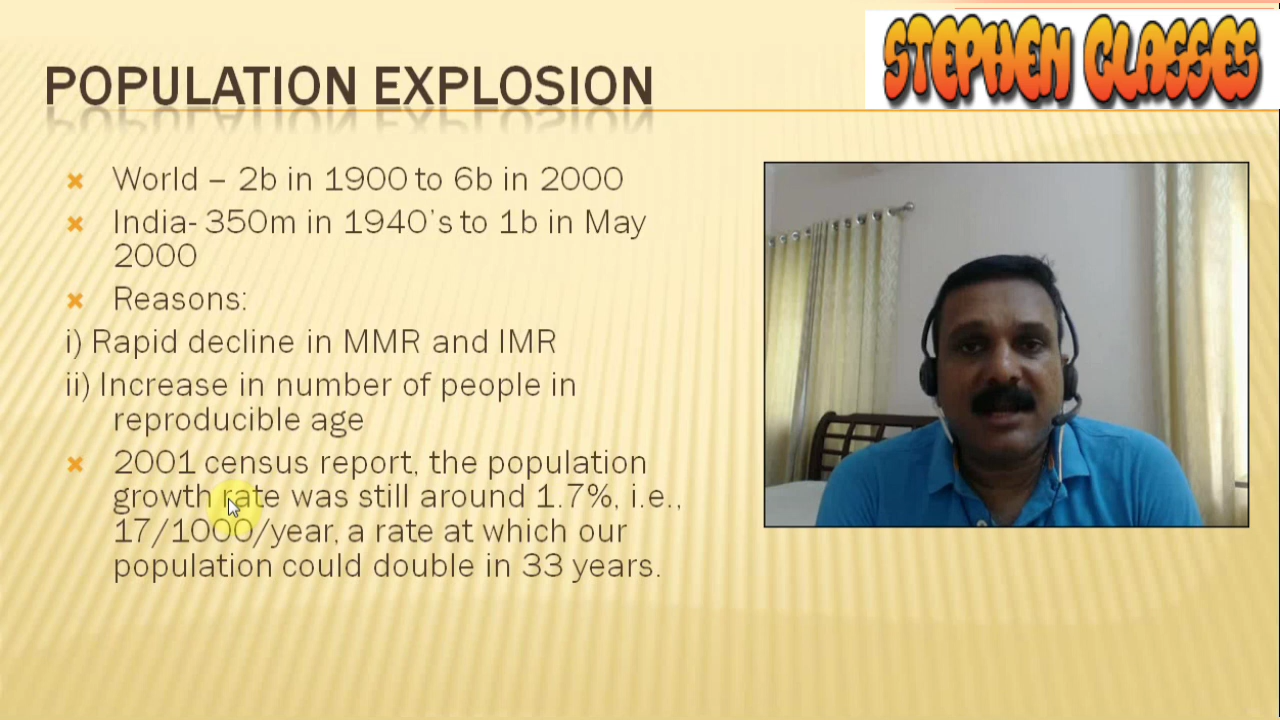 STEPHEN CLASSES
POPULATION EXPLOSION
World – 2b in 1900 to 6b in 2000
India- 350m in 1940's to 1b in May
2000
Reasons:
i) Rapid decline in MMR and IMR
ii) Increase in number of people in
reproducible age
2001 census report, the population
growth rate was still around 1.7%, i.e.,
17/1000/year, a rate at which our
population could double in 33 years.